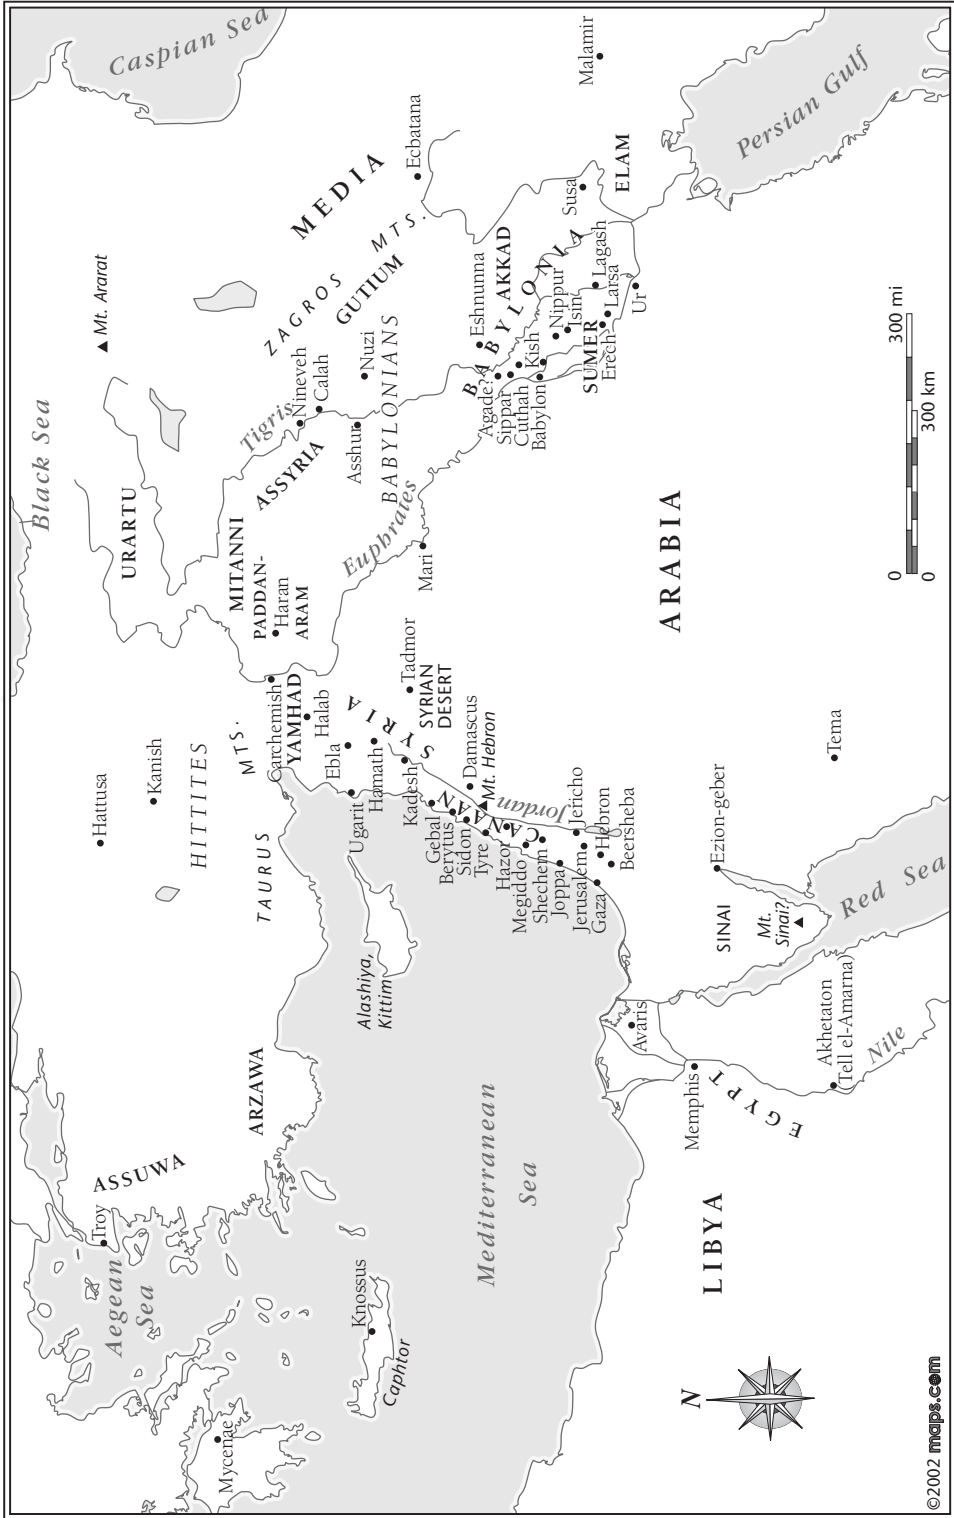 Caspian Sea
Black Sea
Aegean
Sea
Mediterranean
Sea
Red Sea
Persian Gulf
Troy
ASSUWA
ARZAWA
Mycenae
Knossus
Caphtor
Hattusa
Kanish
HITTITES
TAURUS MTS.
Alashiya,
Kittim
URARTU
Mt. Ararat
MITANNI
PADDAN-
ARAM
Haran
Carchemish
YAMHAD
Halab
Ebla
Ugarit
Hamath
Kadesh
SYRIA
Tadmor
SYRIAN
DESERT
Damascus
Mt. Hebron
Gebal
Berytus
Sidon
Tyre
CANAAN
Jordan
Hazor
Megiddo
Shechem
Joppa
Jericho
Jerusalem
Hebron
Gaza
Beersheba
Tigris
Nineveh
Calah
ASSYRIA
Asshur
Nuzi
BABYLONIANS
Euphrates
Mari
ZAGROS MTS.
GUTIUM
MEDIA
Ecbatana
Malamir
Eshnunna
AKKAD
BABYLONIA
Agade?
Sippar
Cuthah
Babylon
Kish
Nippur
Isin
SUMER
Erech
Larsa
Lagash
Ur
Susa
ELAM
ARABIA
Tema
Ezion-geber
SINAI
Mt.
Sinai?
Avaris
Memphis
EGYPT
Akhetaton
(Tell el-Amarna)
Nile
LIBYA
N
0 300 mi
0 300 km
©2002 maps.com